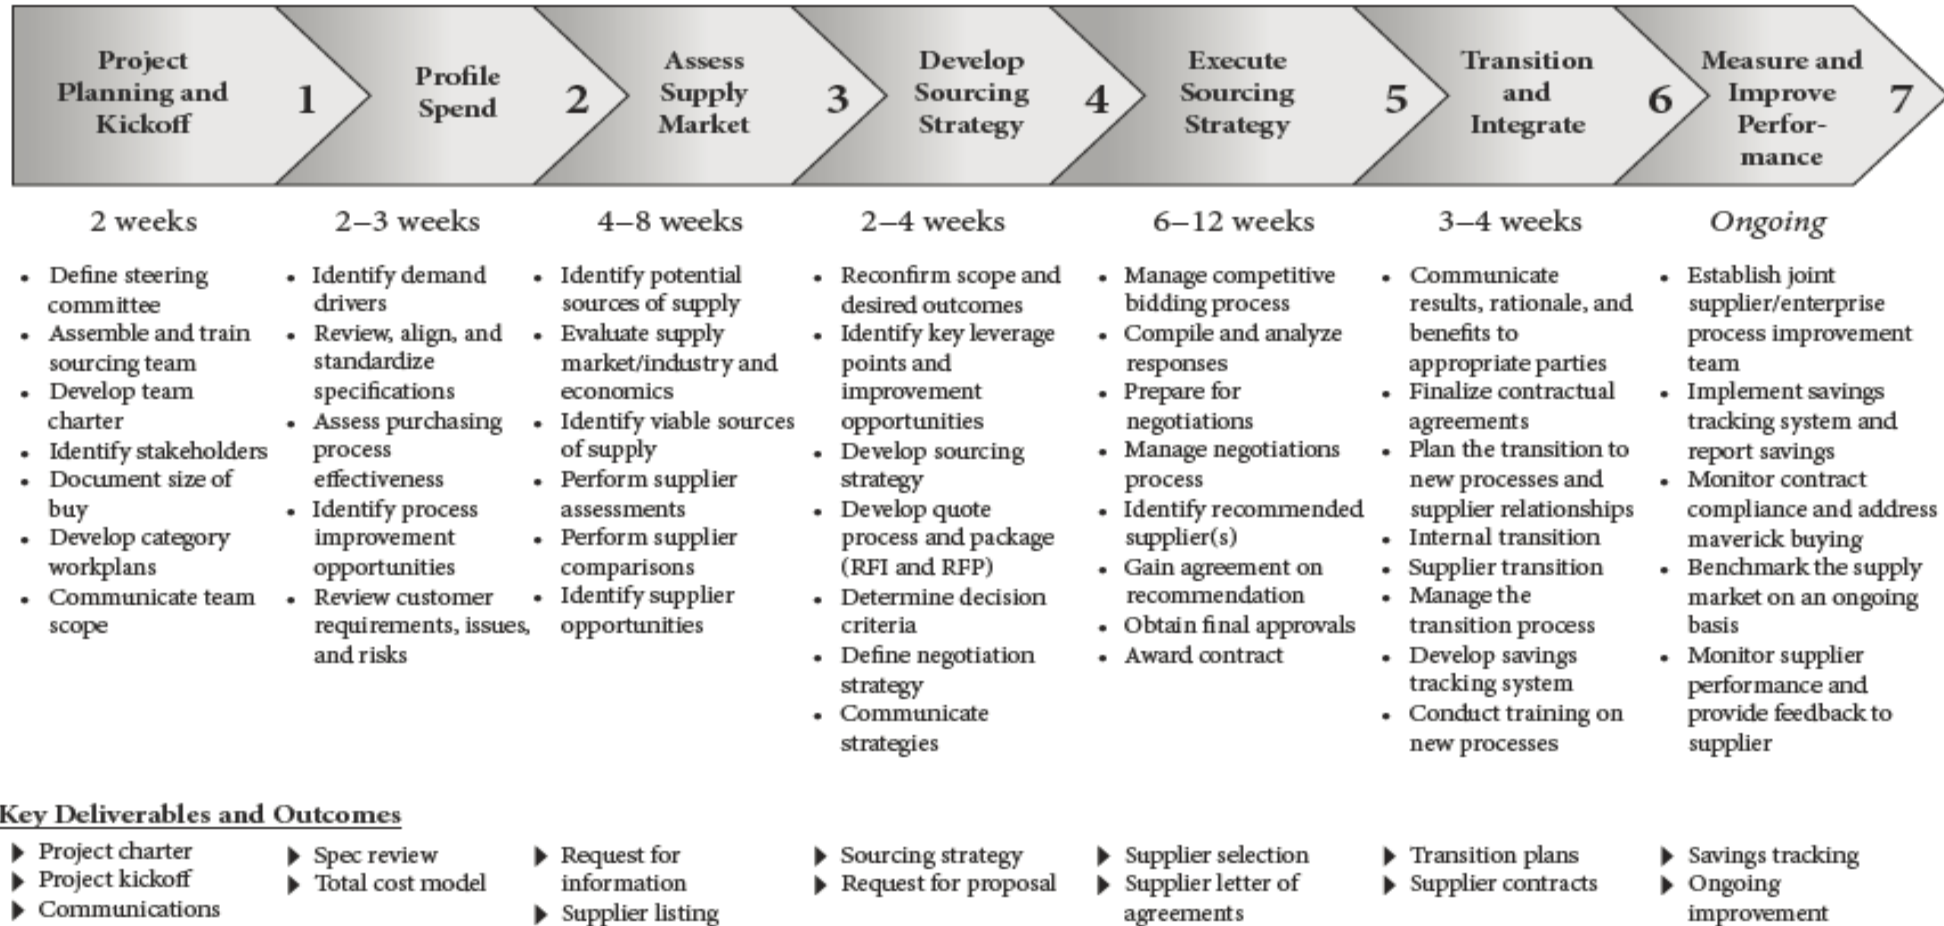 Project
Planning and
Kickoff
1
Profile
Spend
2
Assess
Supply
Market
3
Develop
Sourcing
Strategy
4
Execute
Sourcing
Strategy
5
Transition
and
Integrate
6
Measure and
Improve
Perfor-
mance
7
2 weeks
• Define steering
committee
• Assemble and train
sourcing team
• Develop team
charter
• Identify stakeholders
• Document size of
buy
• Develop category
workplans
• Communicate team
scope
2–3 weeks
• Identify demand
drivers
• Review, align, and
standardize
specifications
• Assess purchasing
process
effectiveness
• Identify process
improvement
opportunities
• Review customer
requirements, issues,
and risks
4–8 weeks
• Identify potential
sources of supply
• Evaluate supply
market/industry and
economics
• Identify viable sources
of supply
• Perform supplier
assessments
• Perform supplier
comparisons
• Identify supplier
opportunities
2–4 weeks
• Reconfirm scope and
desired outcomes
• Identify key leverage
points and
improvement
opportunities
• Develop sourcing
strategy
• Develop quote
process and package
(RFI and RFP)
• Determine decision
criteria
• Define negotiation
strategy
• Communicate
strategies
6–12 weeks
• Manage competitive
bidding process
• Compile and analyze
responses
• Prepare for
negotiations
• Manage negotiations
process
• Identify recommended
supplier(s)
• Gain agreement on
recommendation
• Obtain final approvals
• Award contract
3–4 weeks
• Communicate
results, rationale, and
benefits to
appropriate parties
• Finalize contractual
agreements
• Plan the transition to
new processes and
supplier relationships
• Internal transition
• Supplier transition
• Manage the
transition process
• Develop savings
tracking system
• Conduct training on
new processes
Ongoing
• Establish joint
supplier/enterprise
process improvement
team
• Implement savings
tracking system and
report savings
• Monitor contract
compliance and address
maverick buying
• Benchmark the supply
market on an ongoing
basis
• Monitor supplier
performance and
provide feedback to
supplier
Key Deliverables and Outcomes
Project charter
Project kickoff
Communications
Spec review
Total cost model
Request for
information
Supplier listing
Sourcing strategy
Request for proposal
Supplier selection
Supplier letter of
agreements
Transition plans
Supplier contracts
Savings tracking
Ongoing
improvement